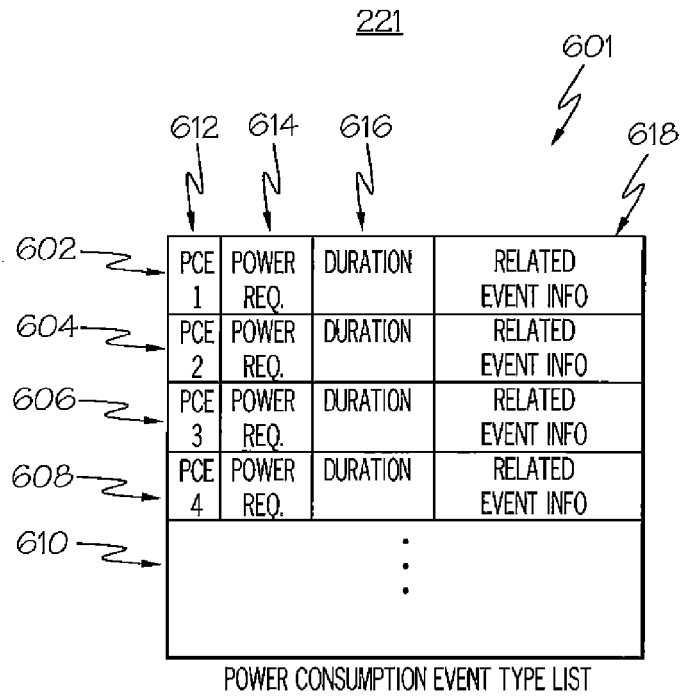 221
601
612 614 616 618
602 PCE POWER DURATION RELATED
1 REQ. EVENT INFO
604 PCE POWER DURATION RELATED
2 REQ. EVENT INFO
606 PCE POWER DURATION RELATED
3 REQ. EVENT INFO
608 PCE POWER DURATION RELATED
4 REQ. EVENT INFO
610
POWER CONSUMPTION EVENT TYPE LIST